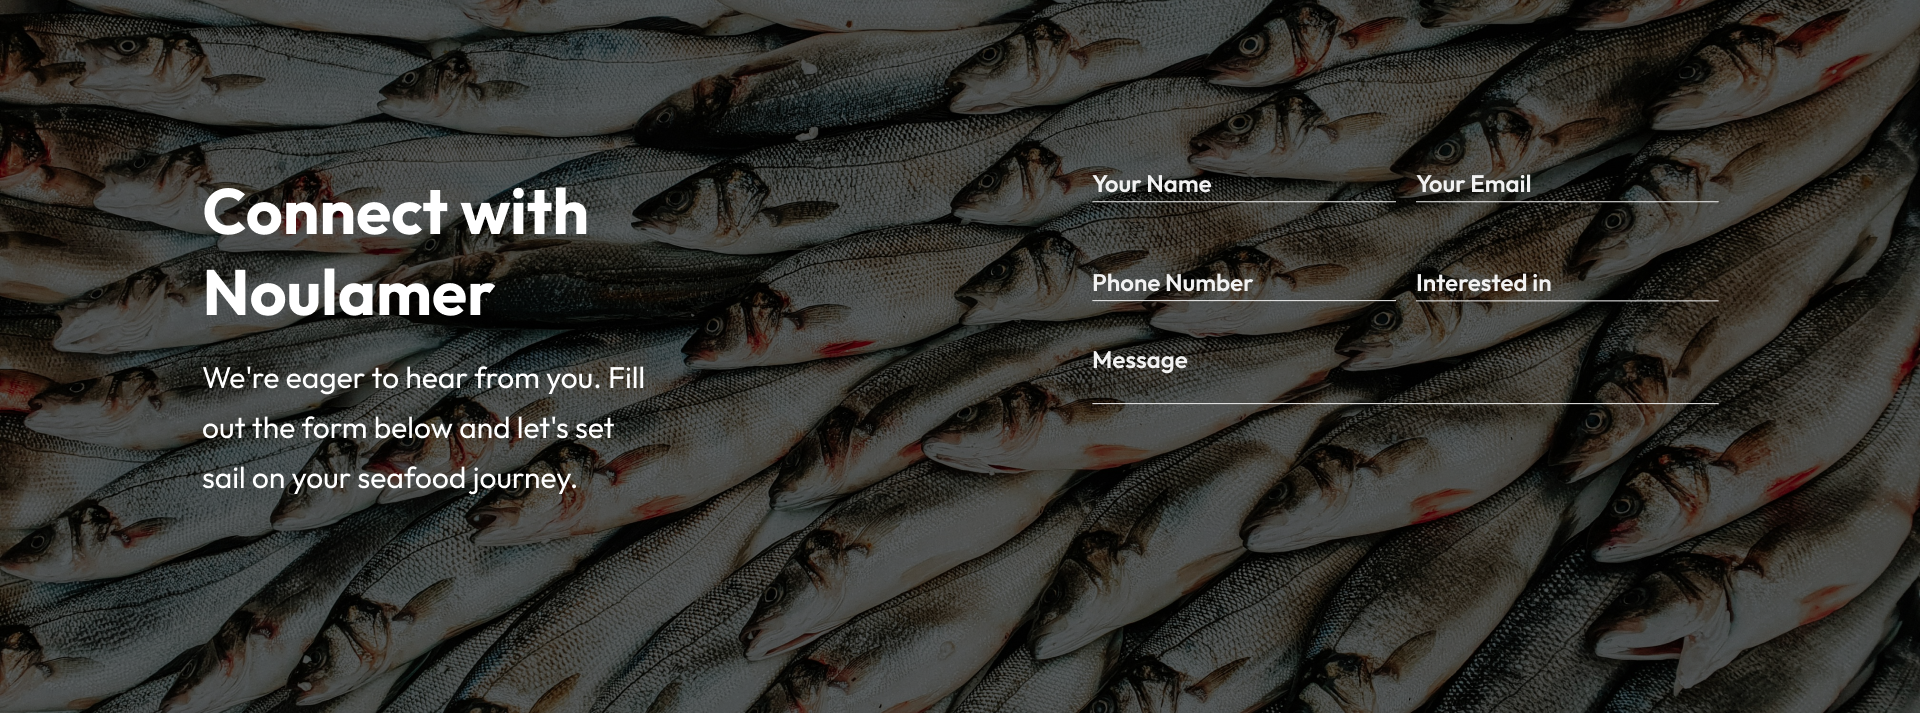 Connect with
Noulamer
We're eager to hear from you. Fill
out the form below and let's set
sail on your seafood journey.
Your Name
Your Email
Phone Number
Interested in
Message